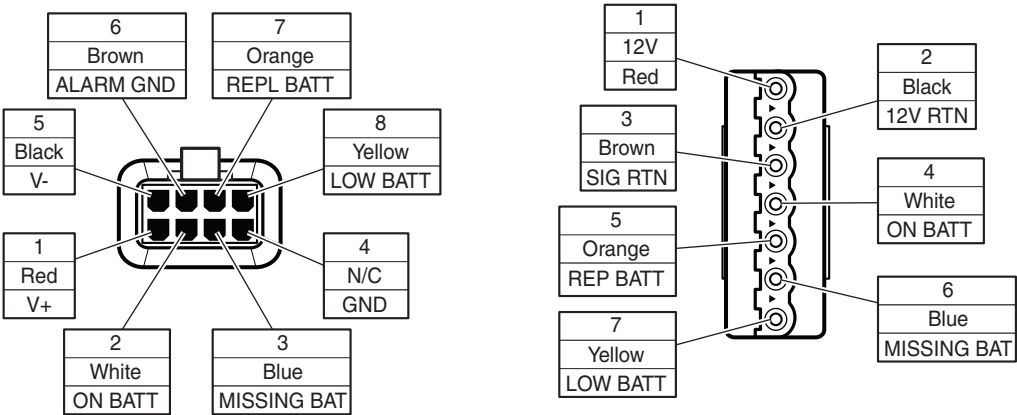 6
Brown
ALARM GND
7
Orange
REPL BATT
5
Black
V-
8
Yellow
LOW BATT
1
Red
V+
4
N/C
GND
2
White
ON BATT
3
Blue
MISSING BAT
1
12V
Red
2
Black
12V RTN
3
Brown
SIG RTN
4
White
ON BATT
5
Orange
REP BATT
6
Blue
MISSING BAT
7
Yellow
LOW BATT